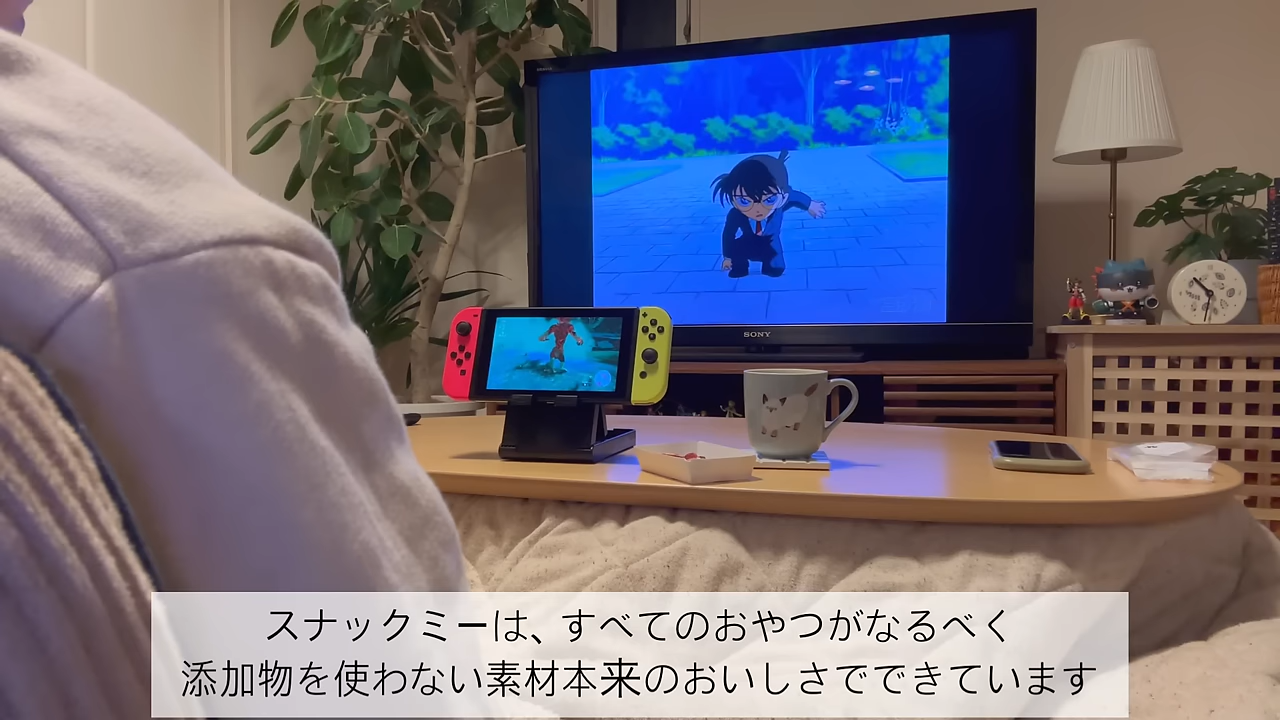 SONY
スナックミーは、すべてのおやつがなるべく
添加物を使わない素材本来のおいしさでできています